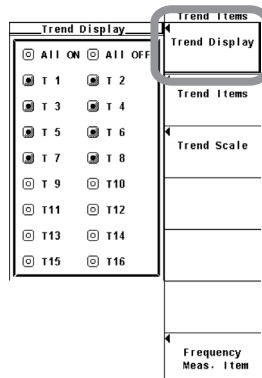 Trend Items
Trend Display
All ON All OFF
T 1 T 2
T 3 T 4
T 5 T 6
T 7 T 8
T 9 T10
T11 T12
T13 T14
T15 T16
Trend Display
Trend Items
Trend Scale
Frequency
Meas. Item